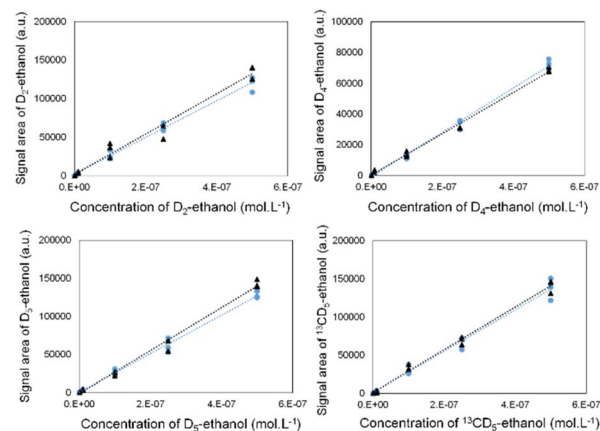 Signal area of D2-ethanol (a.u.)
200000
150000
100000
50000
0
0.E+00 2.E-07 4.E-07 6.E-07
Concentration of D2-ethanol (mol.L-1)
Signal area of D4-ethanol (a.u.)
100000
80000
60000
40000
20000
0
0.E+00 2.E-07 4.E-07 6.E-07
Concentration of D4-ethanol (mol.L-1)
Signal area of D5-ethanol (a.u.)
200000
150000
100000
50000
0
0.E+00 2.E-07 4.E-07 6.E-07
Concentration of D5-ethanol (mol.L-1)
Signal area of 13CD5-ethanol (a.u.)
200000
150000
100000
50000
0
0.E+00 2.E-07 4.E-07 6.E-07
Concentration of 13CD5-ethanol (mol.L-1)